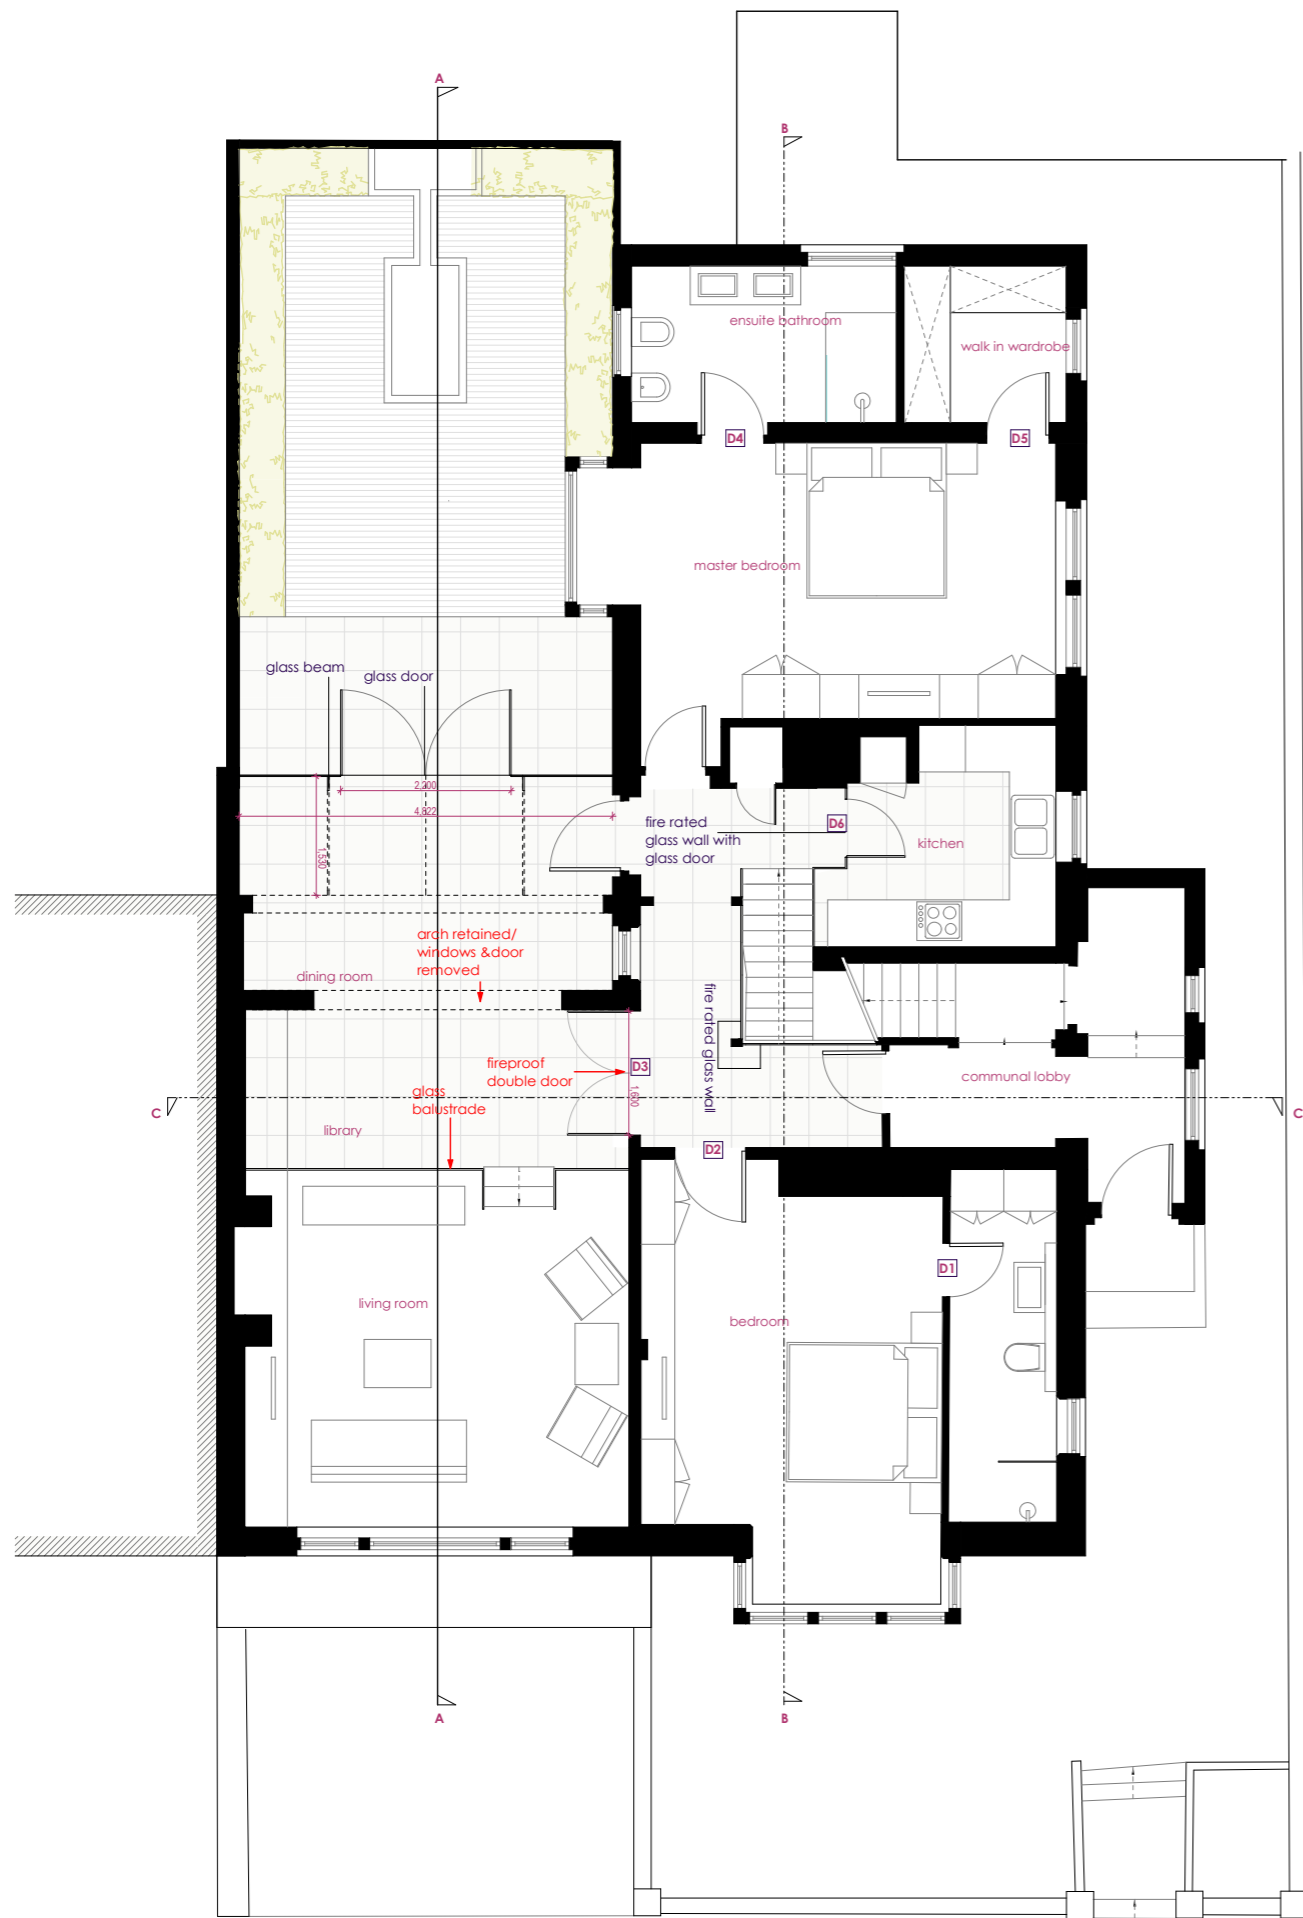 A
B
ensuite bathroom
walk in wardrobe
D4
D5
master bedroom
glass beam
glass door
2,200
4,822
1,530
fire rated
glass wall with
glass door
D6
kitchen
arch retained/
windows &door
removed
dining room
fire rated glass wall
fireproof
double door
D3
1,600
communal lobby
glass
balustrade
C
C
library
D2
D1
living room
bedroom
A
B